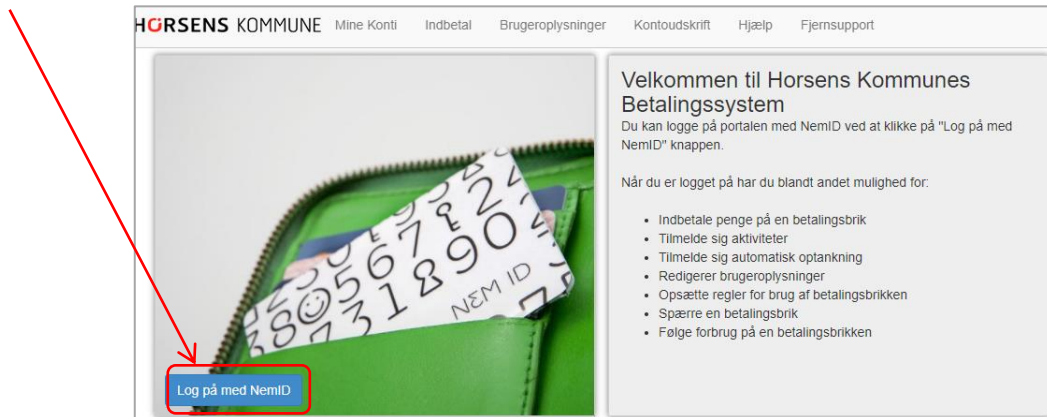 HORSENS KOMMUNE Mine Konti Indbetal Brugeroplysninger Kontoudskrift Hjælp Fjernsupport
Velkommen til Horsens Kommunes
Betalingssystem
Du kan logge på portalen med NemID ved at klikke på "Log på med
NemID" knappen.
Når du er logget på har du blandt andet mulighed for:
• Indbetale penge på en betalingsbrik
• Tilmelde sig aktiviteter
• Tilmelde sig automatisk optankning
• Redigerer brugeroplysninger
• Opsætte regler for brug af betalingsbrikken
• Spærre en betalingsbrik
• Følge forbrug på en betalingsbrikken
NEM ID
Log på med NemID